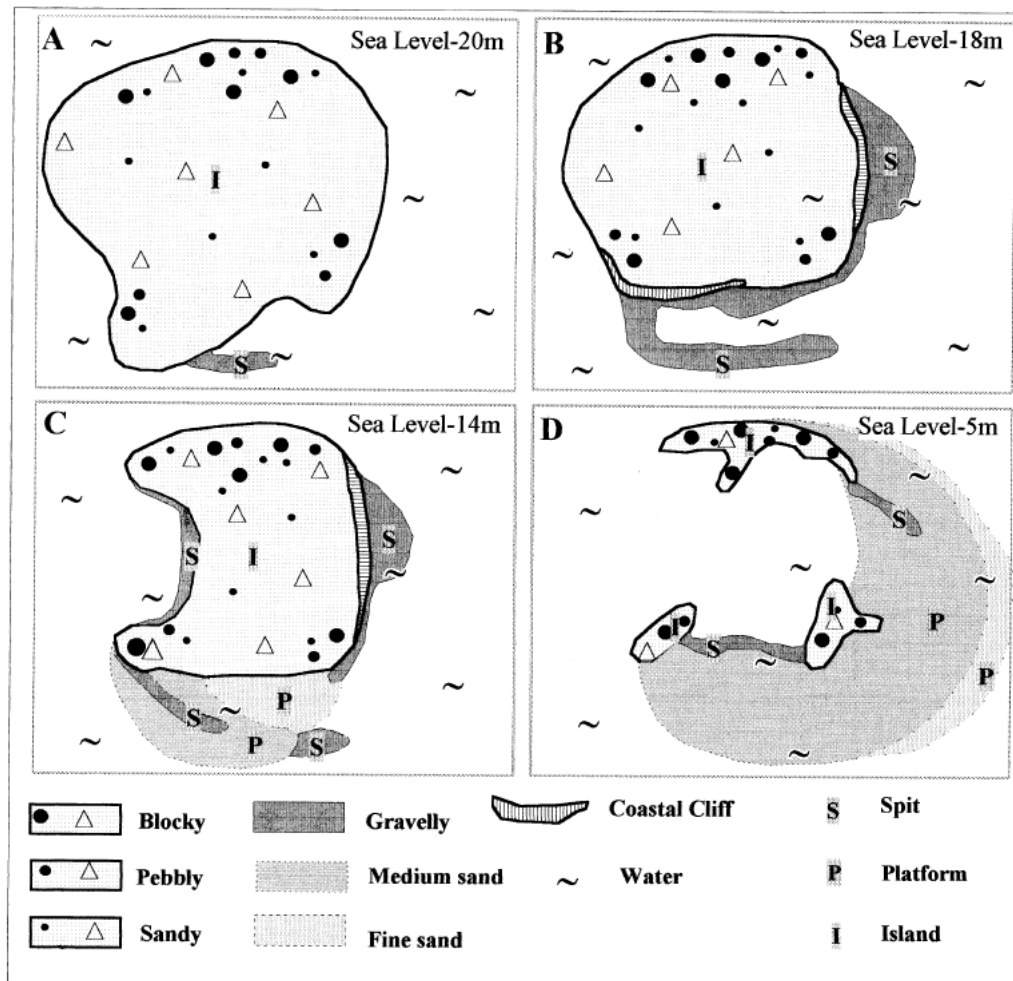 A Sea Level-20m
I
S
B Sea Level-18m
S
I
S
C Sea Level-14m
S I S
P
S P S
D Sea Level-5m
I
S
I
I P
S
P
Blocky Gravelly Coastal Cliff S Spit
Pebbly Medium sand Water P Platform
Sandy Fine sand I Island